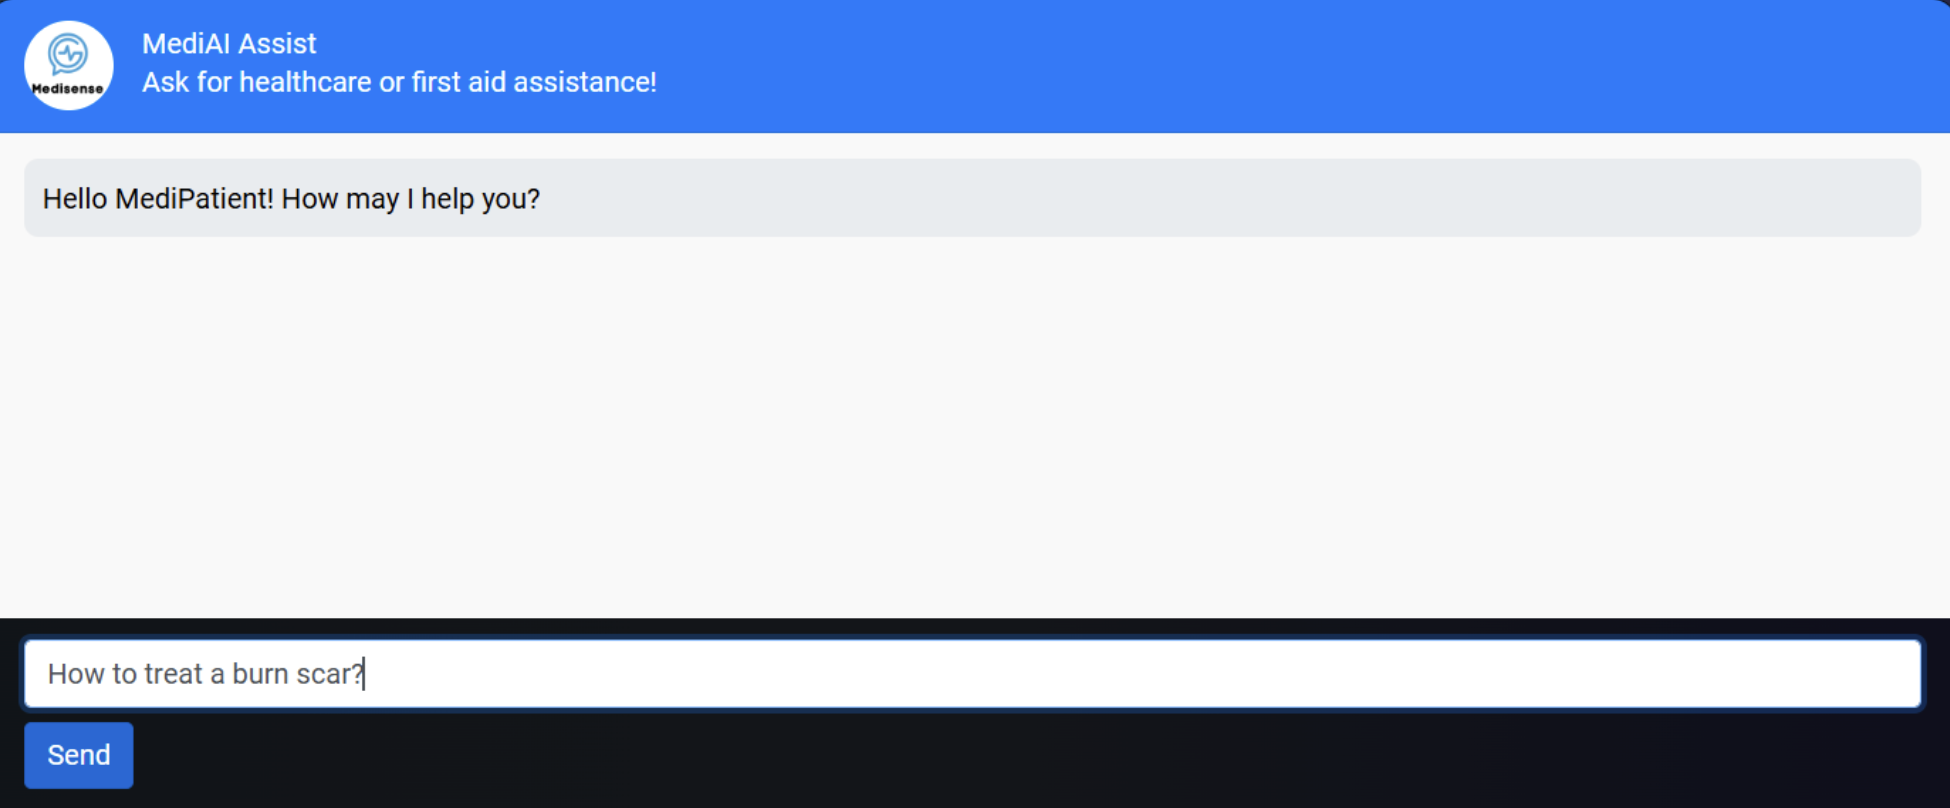 Medisense
MediAI Assist
Ask for healthcare or first aid assistance!
Hello MediPatient! How may I help you?
How to treat a burn scar?
Send